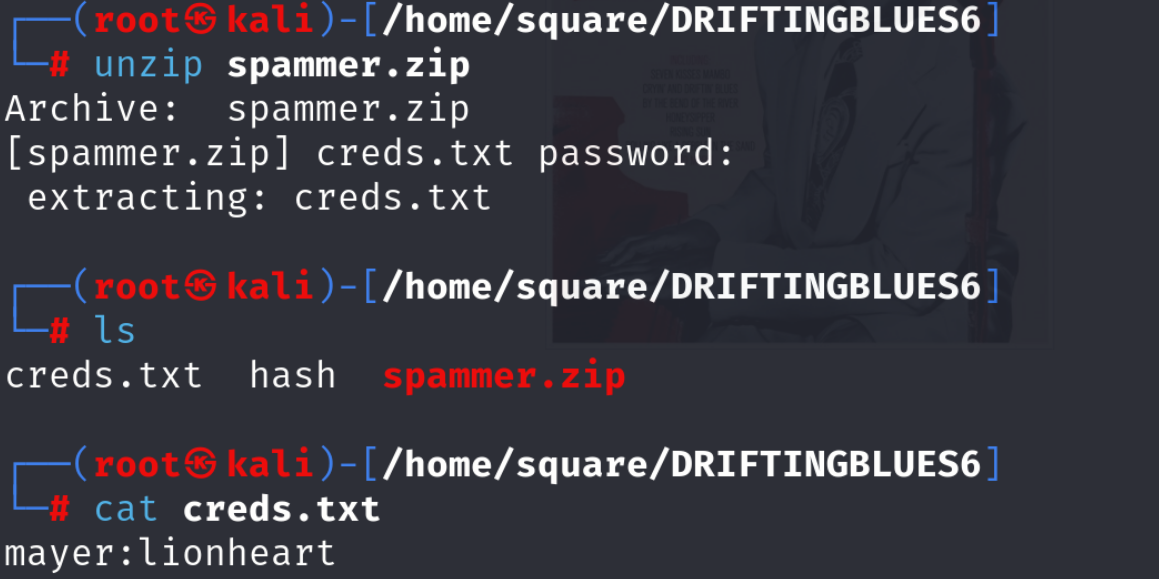 (root㉿kali)-[/home/square/DRIFTINGBLUES6]
# unzip spammer.zip
Archive:  spammer.zip
[spammer.zip] creds.txt password:
 extracting: creds.txt
(root㉿kali)-[/home/square/DRIFTINGBLUES6]
# ls
creds.txt  hash  spammer.zip
(root㉿kali)-[/home/square/DRIFTINGBLUES6]
# cat creds.txt
mayer:lionheart